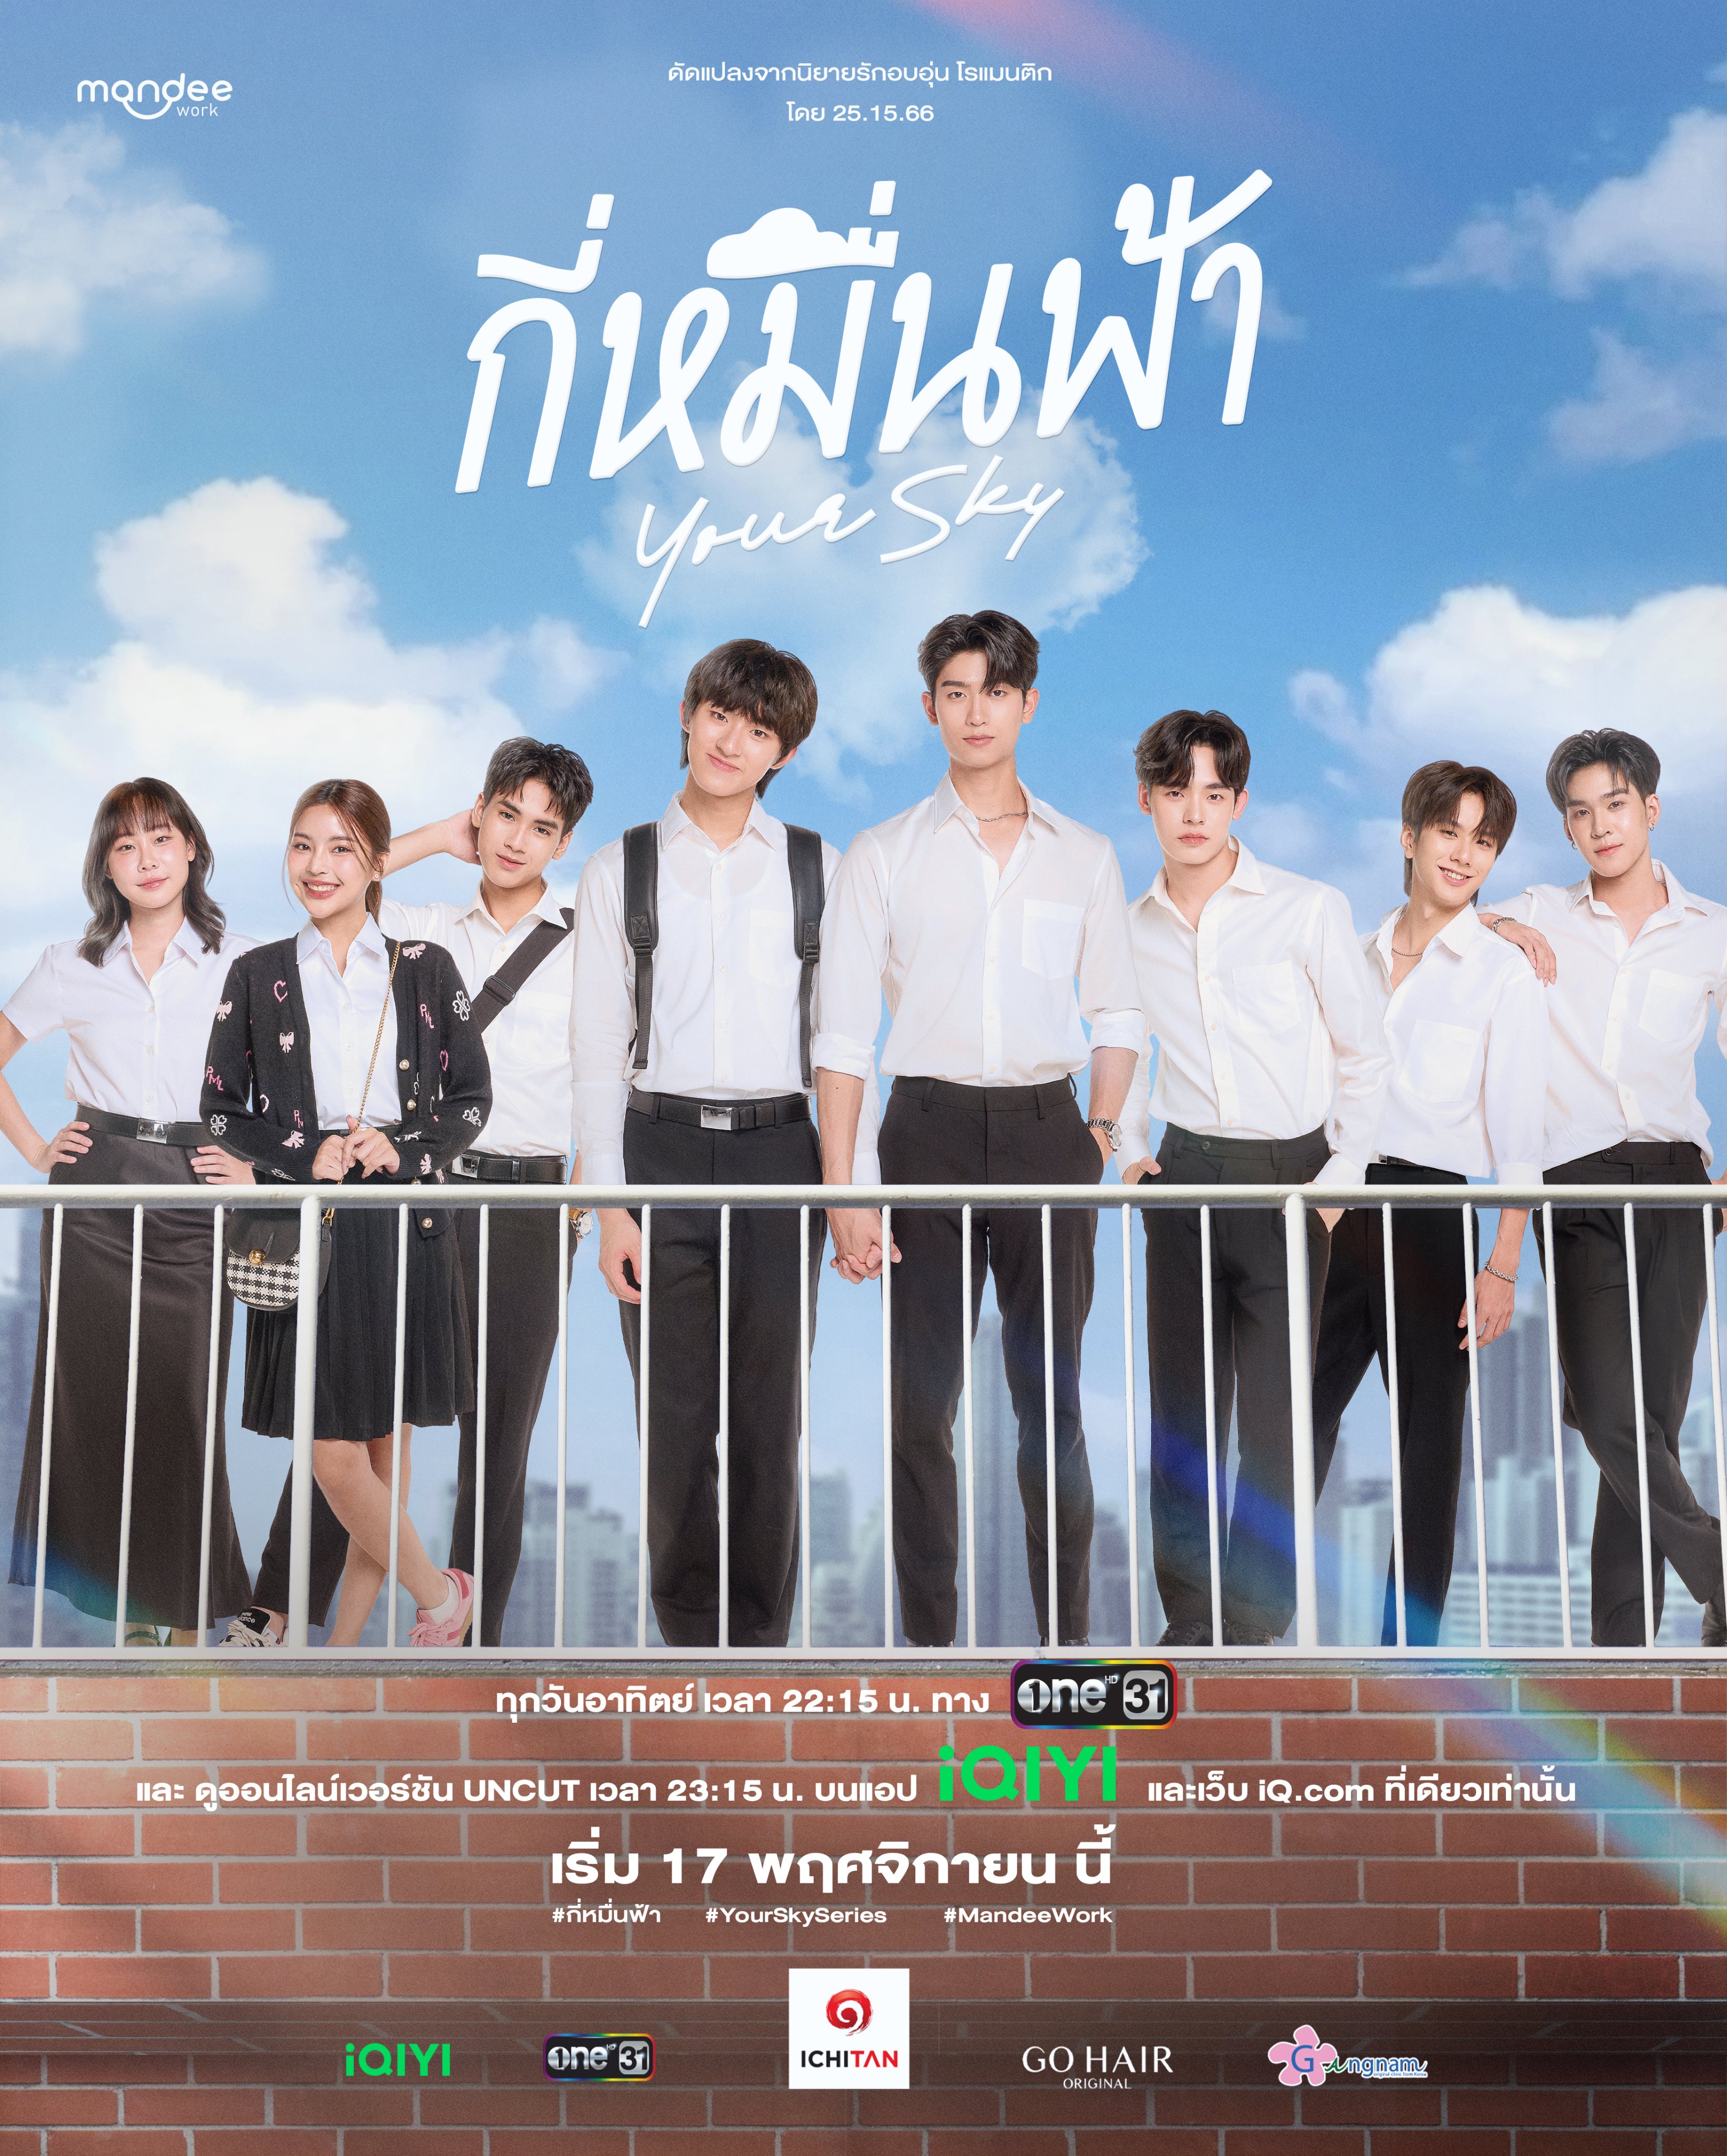 mandee
work
ดัดแปลงจากนิยายรักอบอุ่น โรแมนติก
โดย 25.15.66
กี่หมื่นฟ้า
Your Sky
ทุกวันอาทิตย์ เวลา 22:15 น. ทาง one HD 31
และ ดูออนไลน์เวอร์ชัน UNCUT เวลา 23:15 น. บนแอป iQIYI และเว็บ iQ.com ที่เดียวเท่านั้น
เริ่ม 17 พฤศจิกายน นี้
#กี่หมื่นฟ้า #YourSkySeries #MandeeWork
iQIYI one HD 31 ICHITAN GO HAIR Gingnam
ORIGINAL